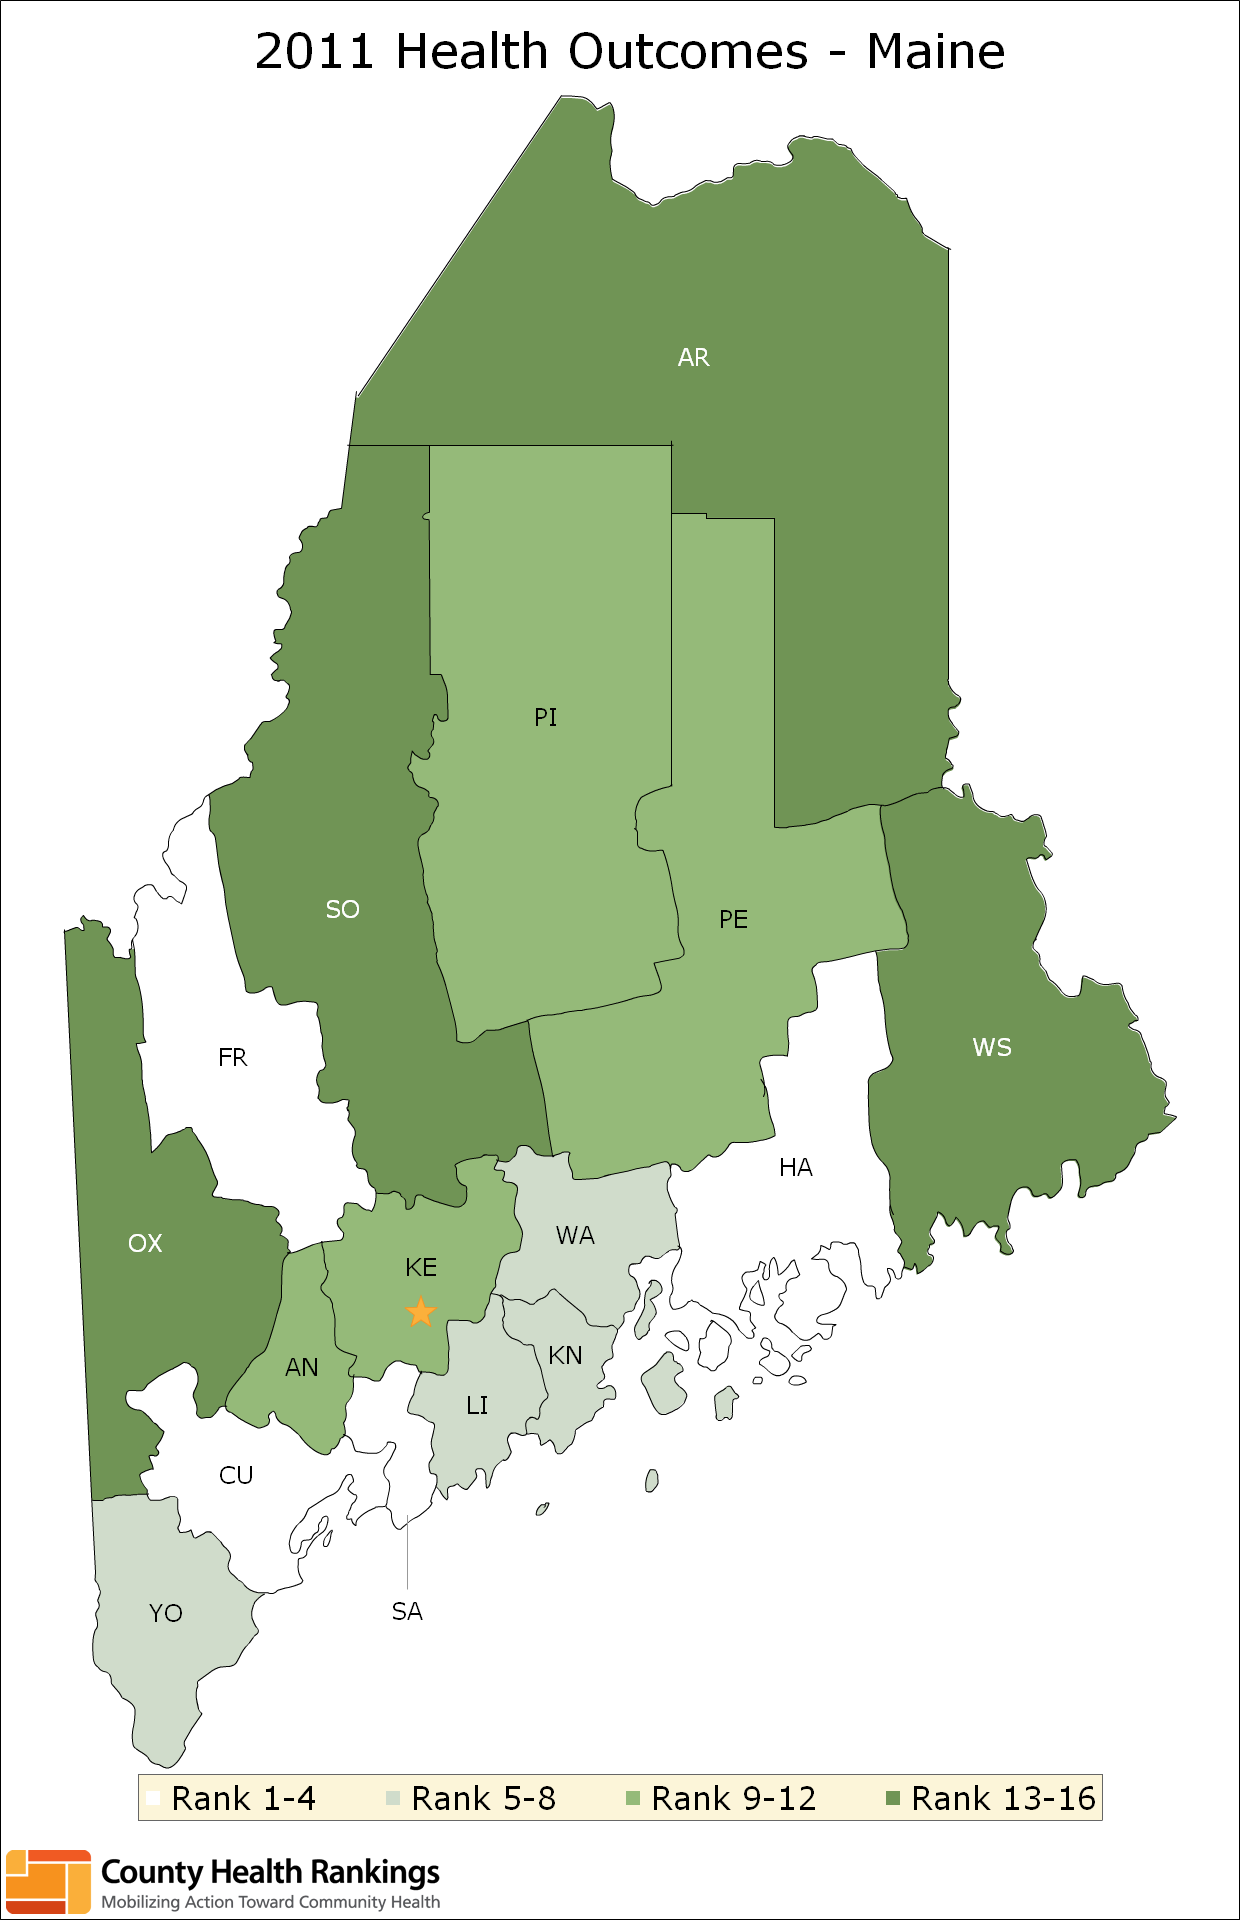 2011 Health Outcomes - Maine
AR
PI
SO
PE
WS
FR
HA
OX
WA
KE
KN
AN
LI
CU
YO
SA
Rank 1-4 Rank 5-8 Rank 9-12 Rank 13-16
County Health Rankings
Mobilizing Action Toward Community Health